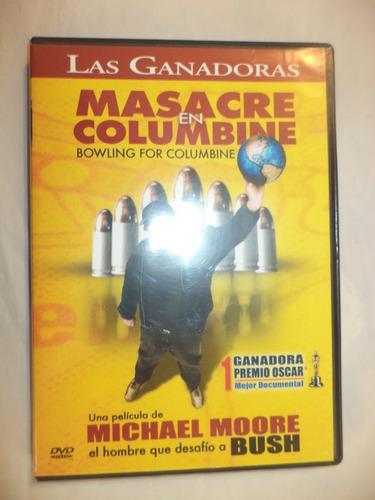 LAS GANADORAS
MASACRE
EN
COLUMBINE
BOWLING FOR COLUMBINE
1 GANADORA
PREMIO OSCAR®
Mejor Documental
Una película de
MICHAEL MOORE
el hombre que desafío a BUSH
DVD